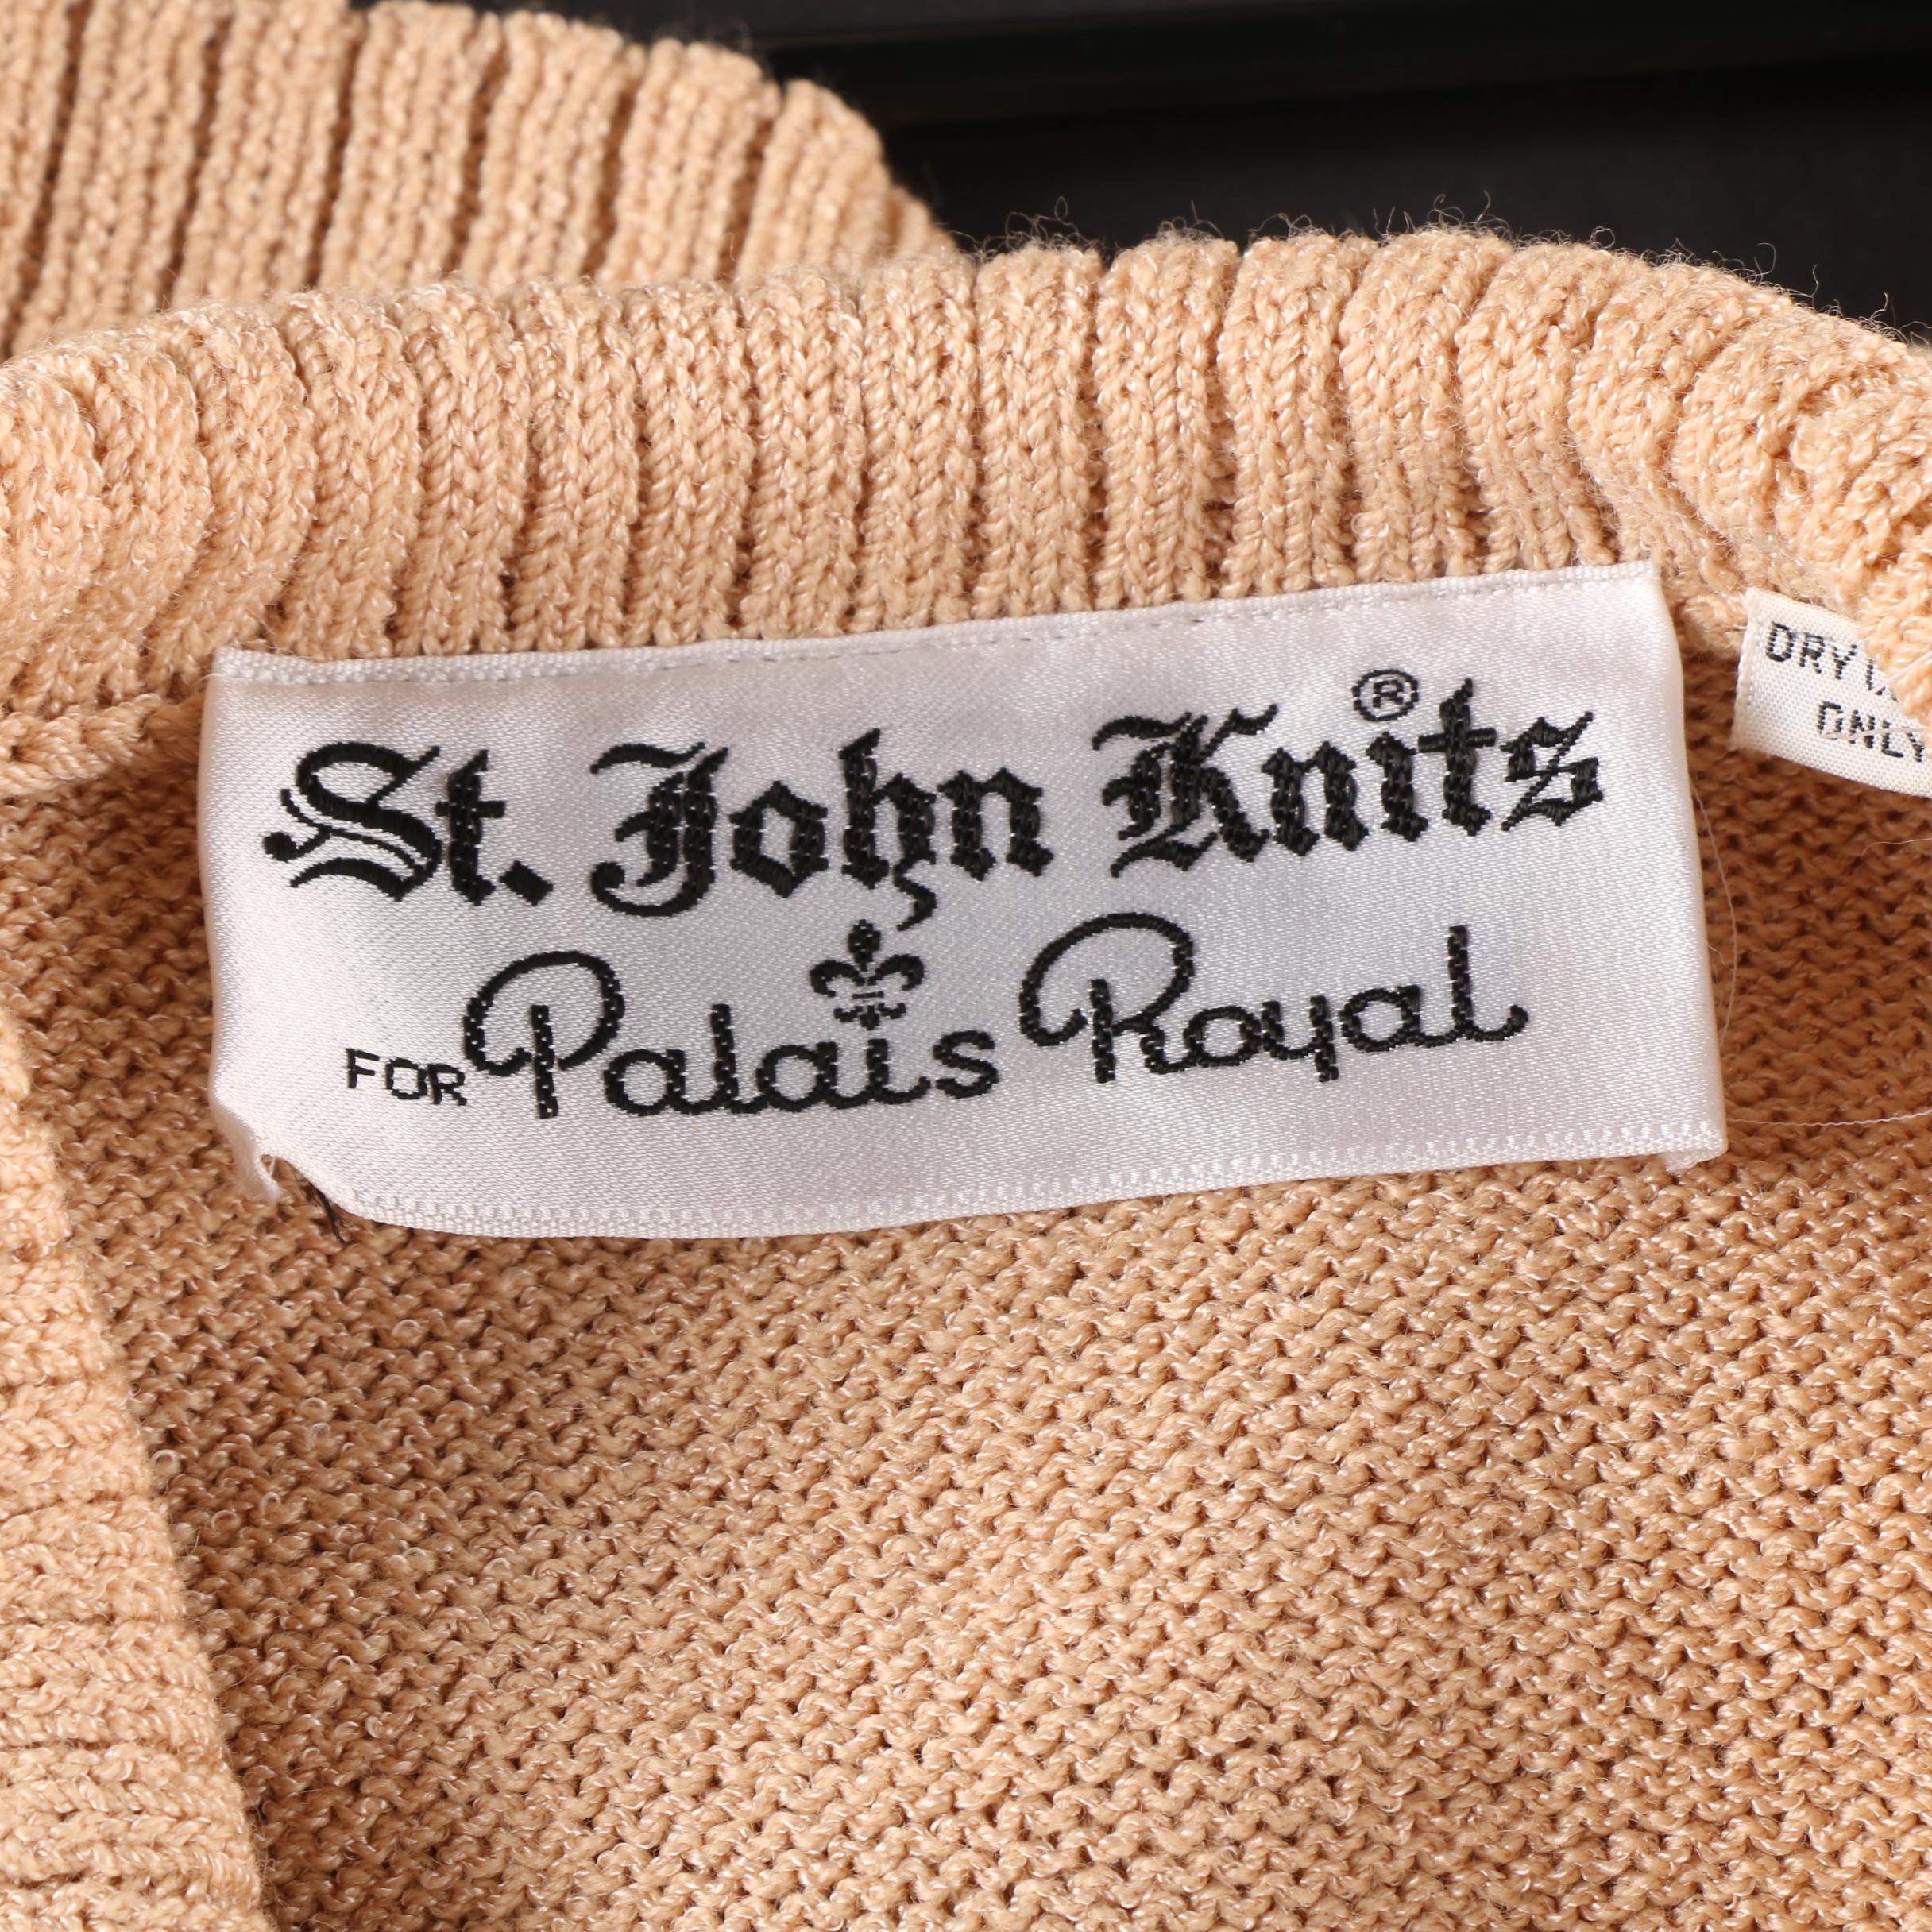 St. John Knits®
FOR Palais Royal
DRY
ONLY